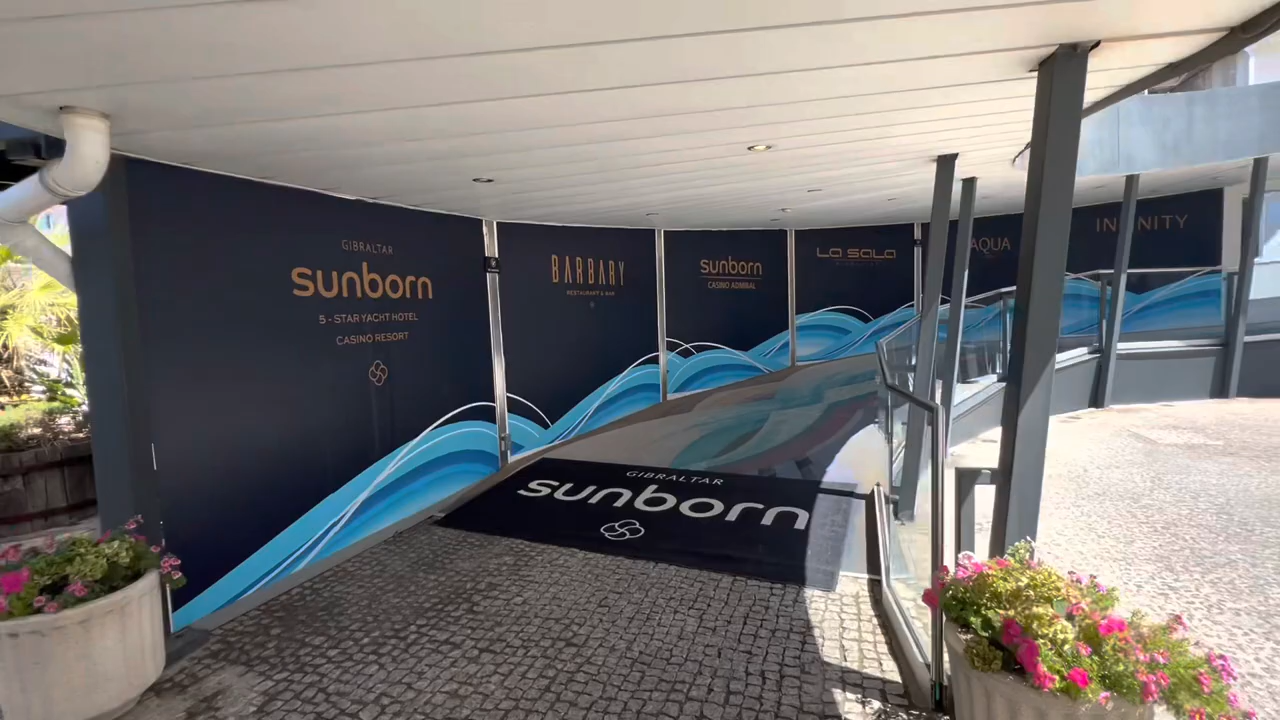 GIBRALTAR
sunborn
5 - STAR YACHT HOTEL
CASINO RESORT
BARBARY
RESTAURANT & BAR
sunborn
CASINO ADMIRAL
LA SALA
AQUA
GIBRALTAR
sunborn